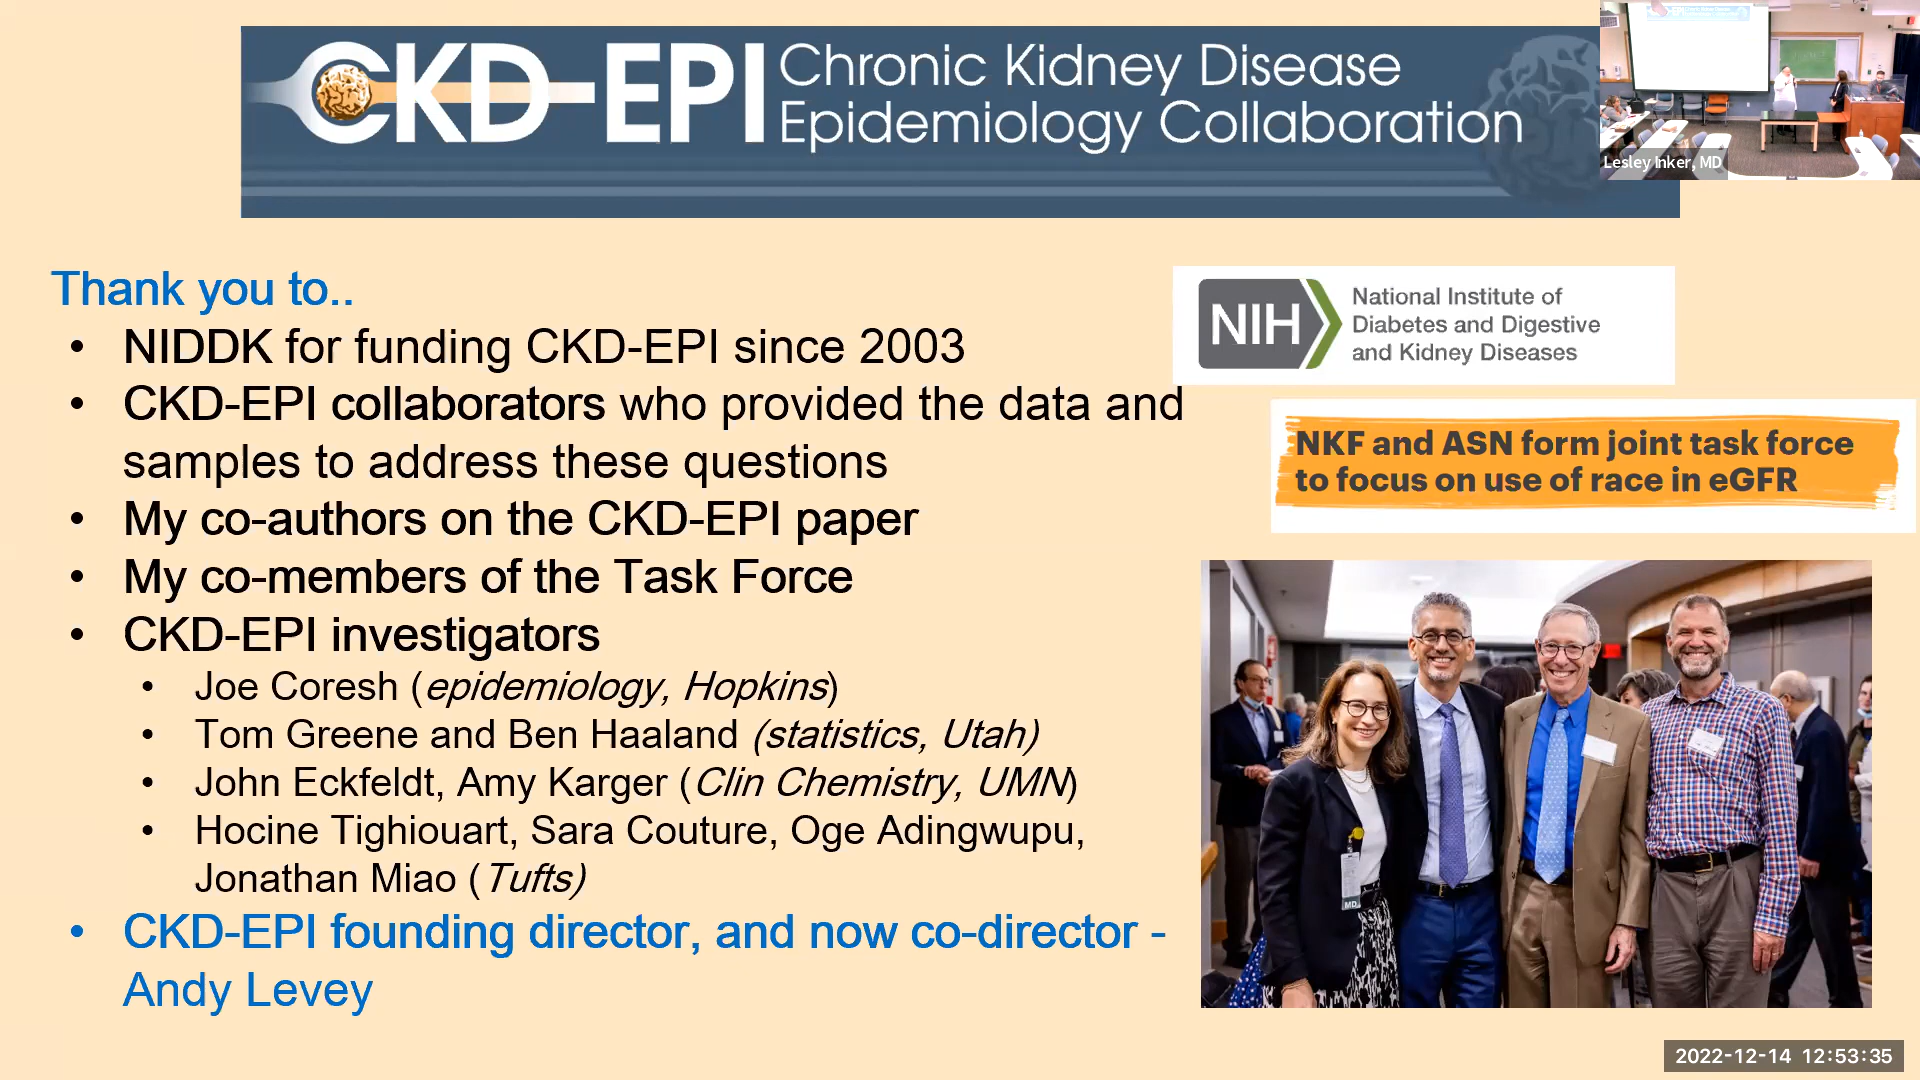 CKD-EPI Chronic Kidney Disease
Epidemiology Collaboration
Lesley Inker, MD
Thank you to..
• NIDDK for funding CKD-EPI since 2003
• CKD-EPI collaborators who provided the data and
samples to address these questions
• My co-authors on the CKD-EPI paper
• My co-members of the Task Force
• CKD-EPI investigators
• Joe Coresh (epidemiology, Hopkins)
• Tom Greene and Ben Haaland (statistics, Utah)
• John Eckfeldt, Amy Karger (Clin Chemistry, UMN)
• Hocine Tighiouart, Sara Couture, Oge Adingwupu,
Jonathan Miao (Tufts)
• CKD-EPI founding director, and now co-director -
Andy Levey
NIH
National Institute of
Diabetes and Digestive
and Kidney Diseases
NKF and ASN form joint task force
to focus on use of race in eGFR
MD
2022-12-14 12:53:35